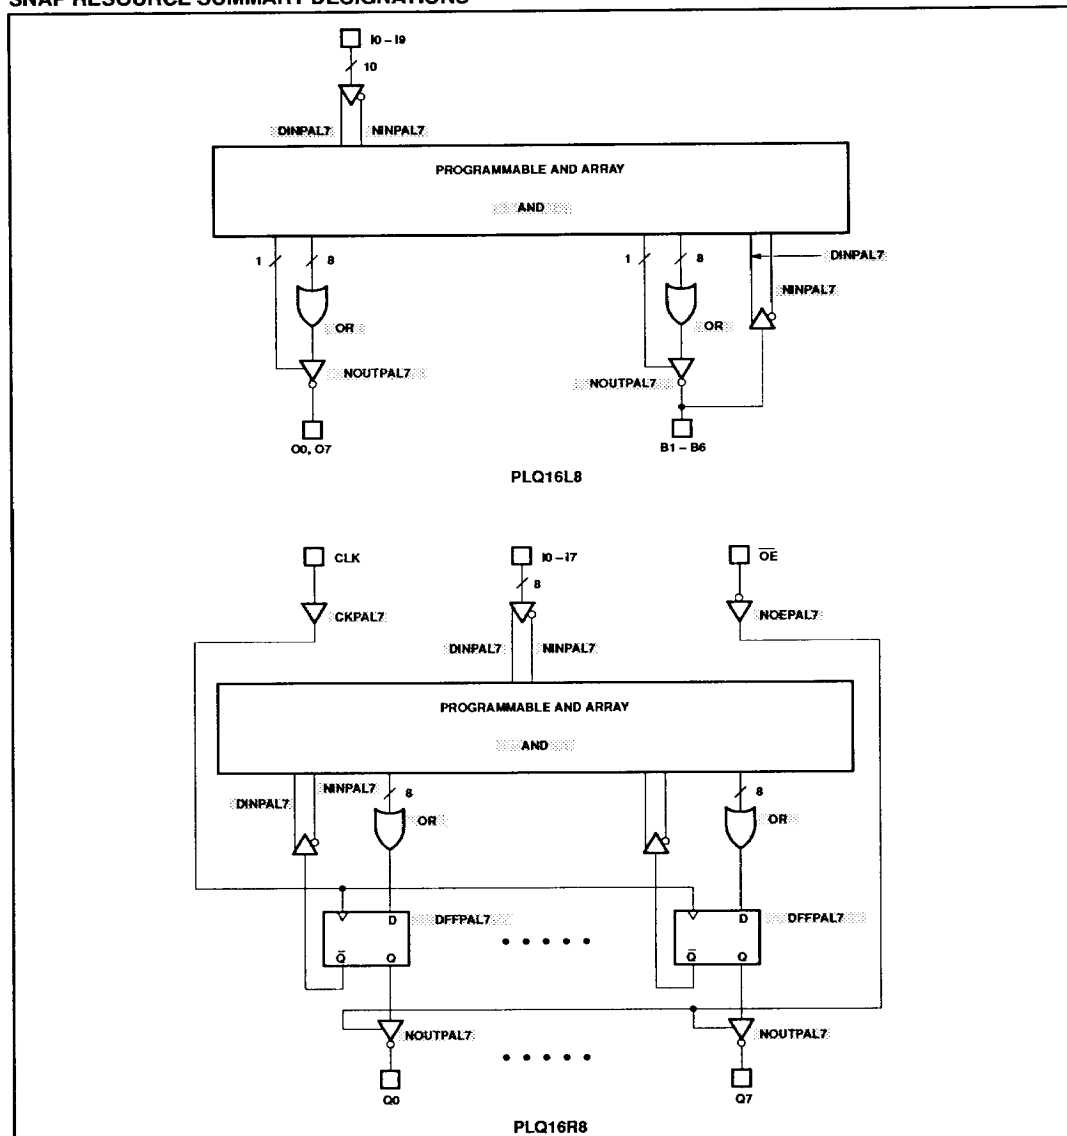 SNAP RESOURCE SUMMARY DESIGNATIONS
I0 – I9
10
DINPAL7 NINPAL7
PROGRAMMABLE AND ARRAY
AND
1 8 1 8 DINPAL7
NINPAL7
OR OR
NOUTPAL7 NOUTPAL7
O0, O7 B1 – B6
PLQ16L8
CLK I0 – I7 OE
8
CKPAL7 NOEPAL7
DINPAL7 NINPAL7
PROGRAMMABLE AND ARRAY
AND
DINPAL7 NINPAL7 8 8
OR OR
D DFFPAL7 D DFFPAL7
Q Q Q Q
NOUTPAL7 NOUTPAL7
Q0 Q7
PLQ16R8